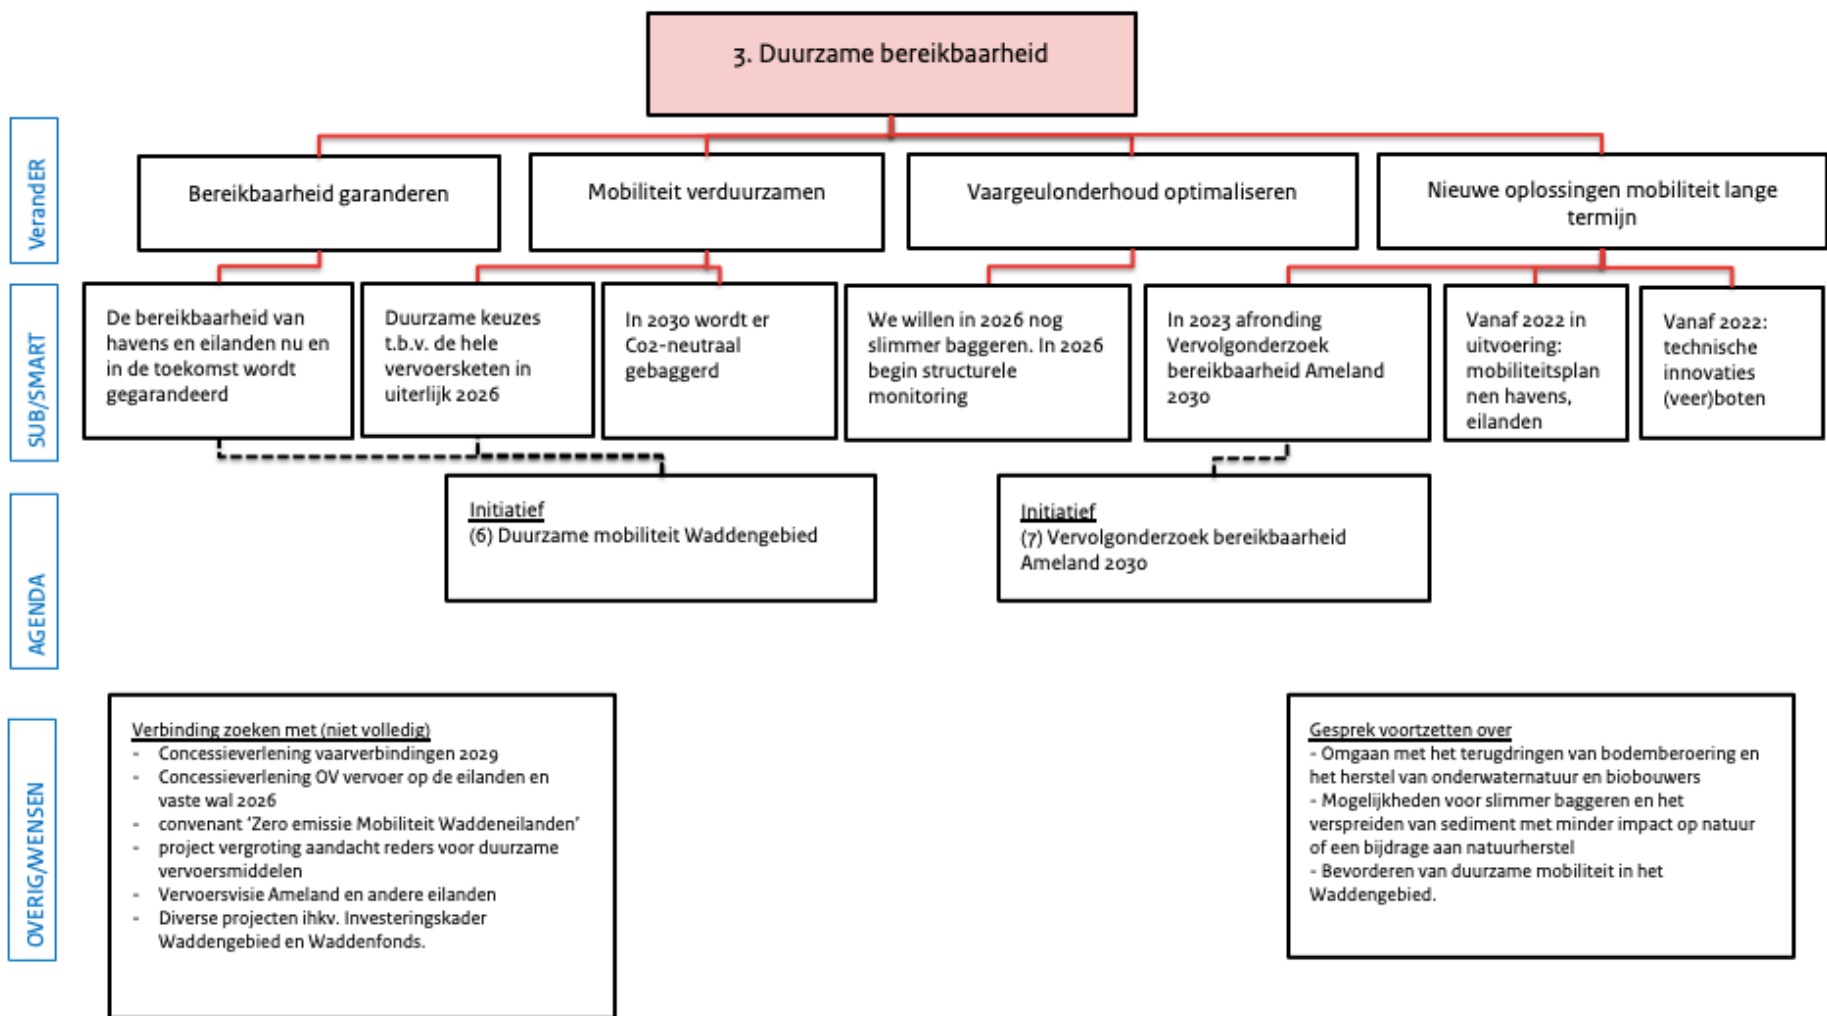 3. Duurzame bereikbaarheid
VerandER
Bereikbaarheid garanderen
Mobiliteit verduurzamen
Vaargeulonderhoud optimaliseren
Nieuwe oplossingen mobiliteit lange
termijn
SUB/SMART
De bereikbaarheid van
havens en eilanden nu en
in de toekomst wordt
gegarandeerd
Duurzame keuzes
t.b.v. de hele
vervoersketen in
uiterlijk 2026
In 2030 wordt er
Co2-neutraal
gebaggerd
We willen in 2026 nog
slimmer baggeren. In 2026
begin structurele
monitoring
In 2023 afronding
Vervolgonderzoek
bereikbaarheid Ameland
2030
Vanaf 2022 in
uitvoering:
mobiliteitsplan
nen havens,
eilanden
Vanaf 2022:
technische
innovaties
(veer)boten
AGENDA
Initiatief
(6) Duurzame mobiliteit Waddengebied
Initiatief
(7) Vervolgonderzoek bereikbaarheid
Ameland 2030
OVERIG/WENSEN
Verbinding zoeken met (niet volledig)
- Concessieverlening vaarverbindingen 2029
- Concessieverlening OV vervoer op de eilanden en
vaste wal 2026
- convenant ‘Zero emissie Mobiliteit Waddeneilanden’
- project vergroting aandacht reders voor duurzame
vervoersmiddelen
- Vervoersvisie Ameland en andere eilanden
- Diverse projecten ihkv. Investeringskader
Waddengebied en Waddenfonds.
Gesprek voortzetten over
- Omgaan met het terugdringen van bodemberoering en
het herstel van onderwaternatuur en biobouwers
- Mogelijkheden voor slimmer baggeren en het
verspreiden van sediment met minder impact op natuur
of een bijdrage aan natuurherstel
- Bevorderen van duurzame mobiliteit in het
Waddengebied.